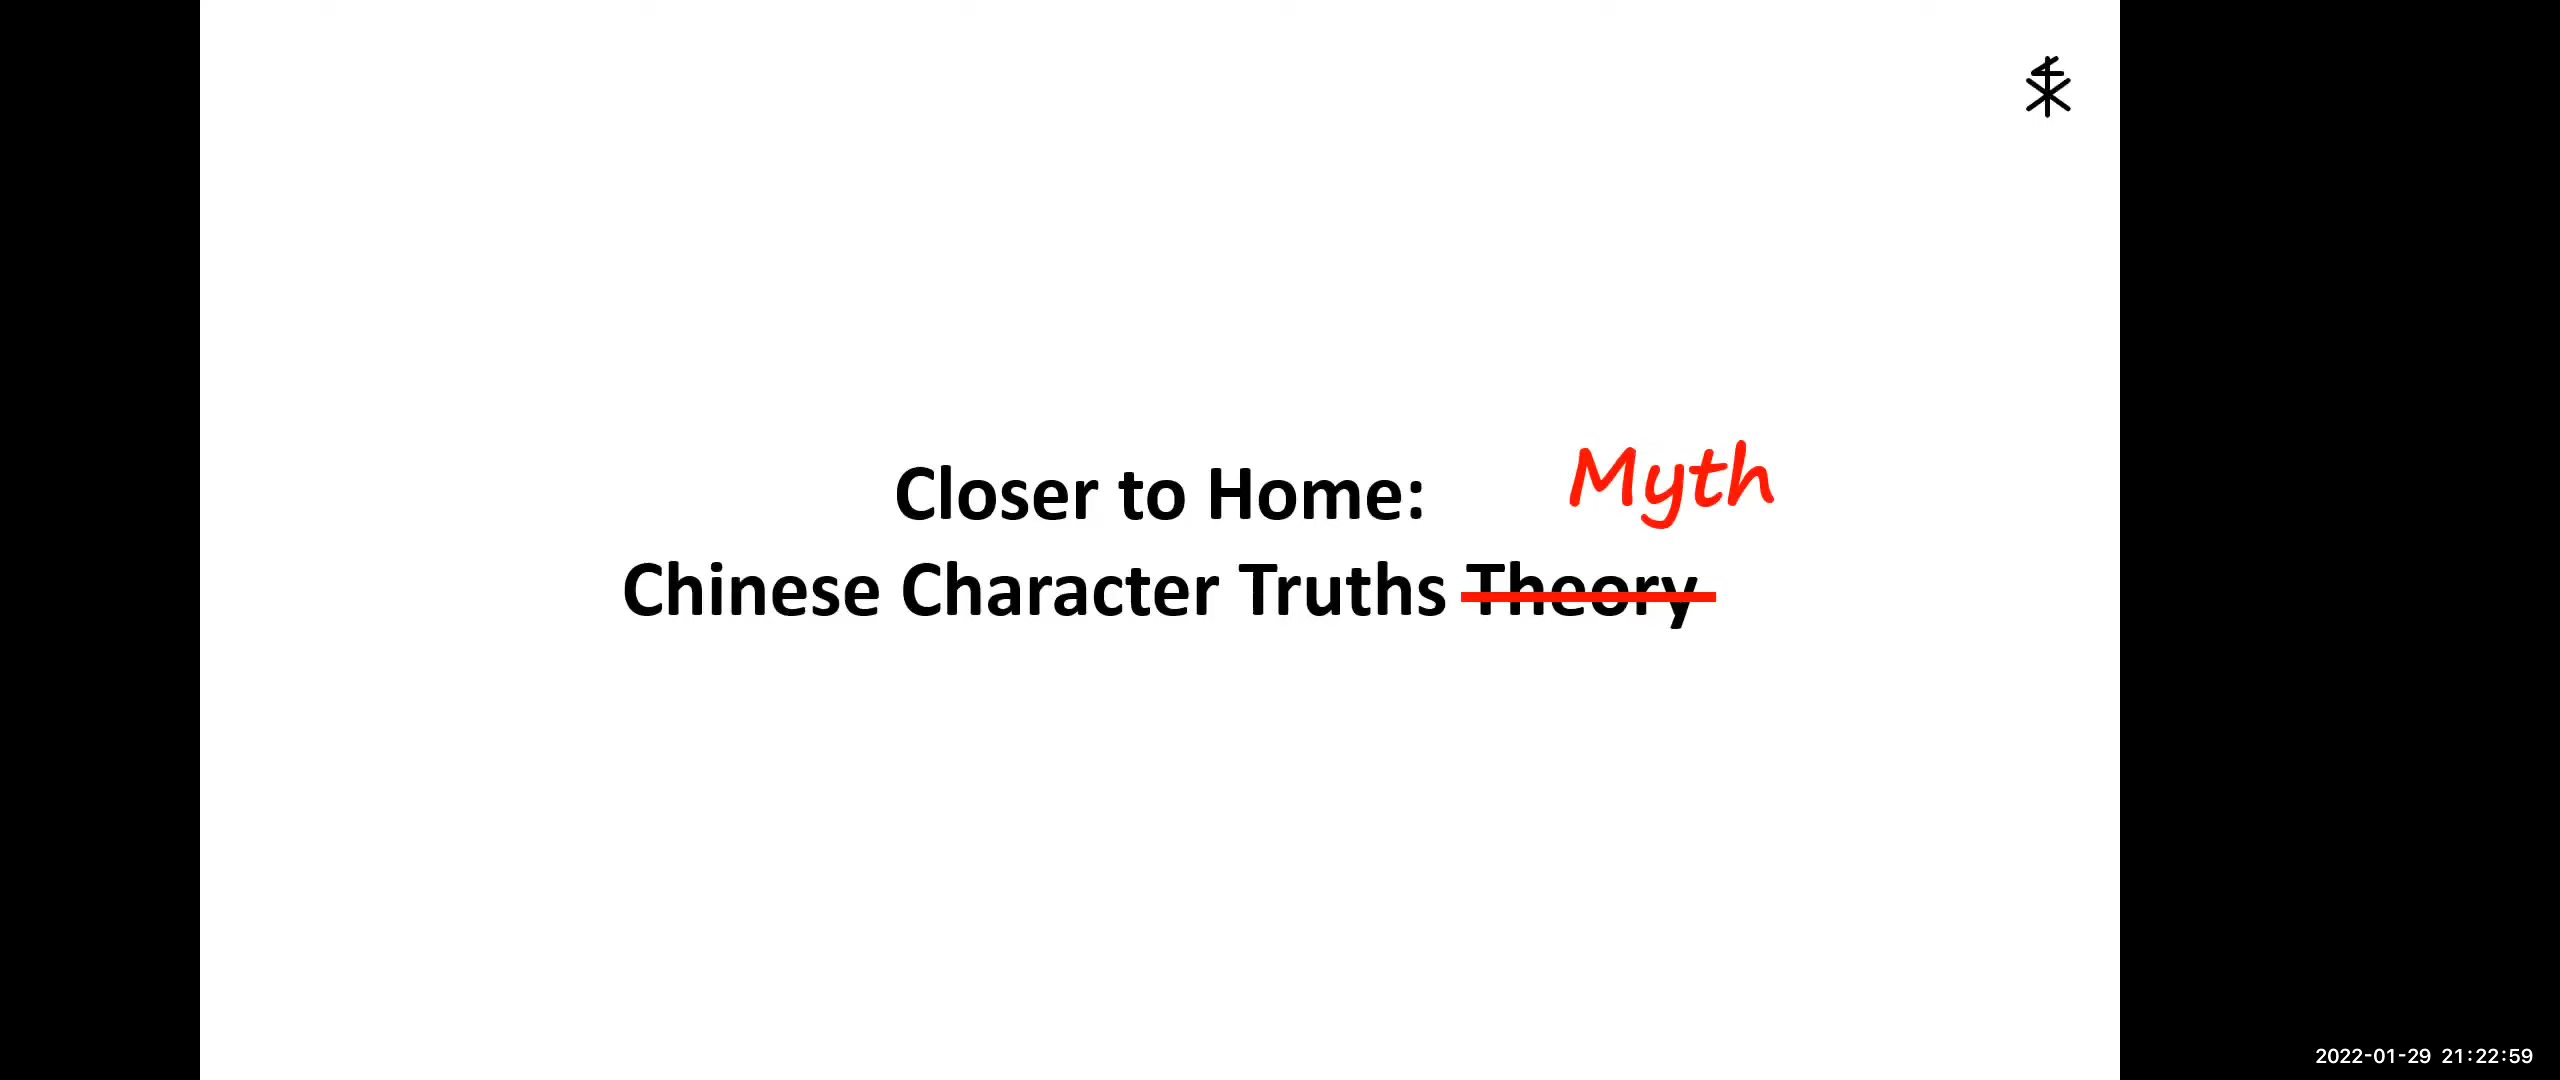 Closer to Home:
Myth
Chinese Character Truths Theory
2022-01-29 21:22:59